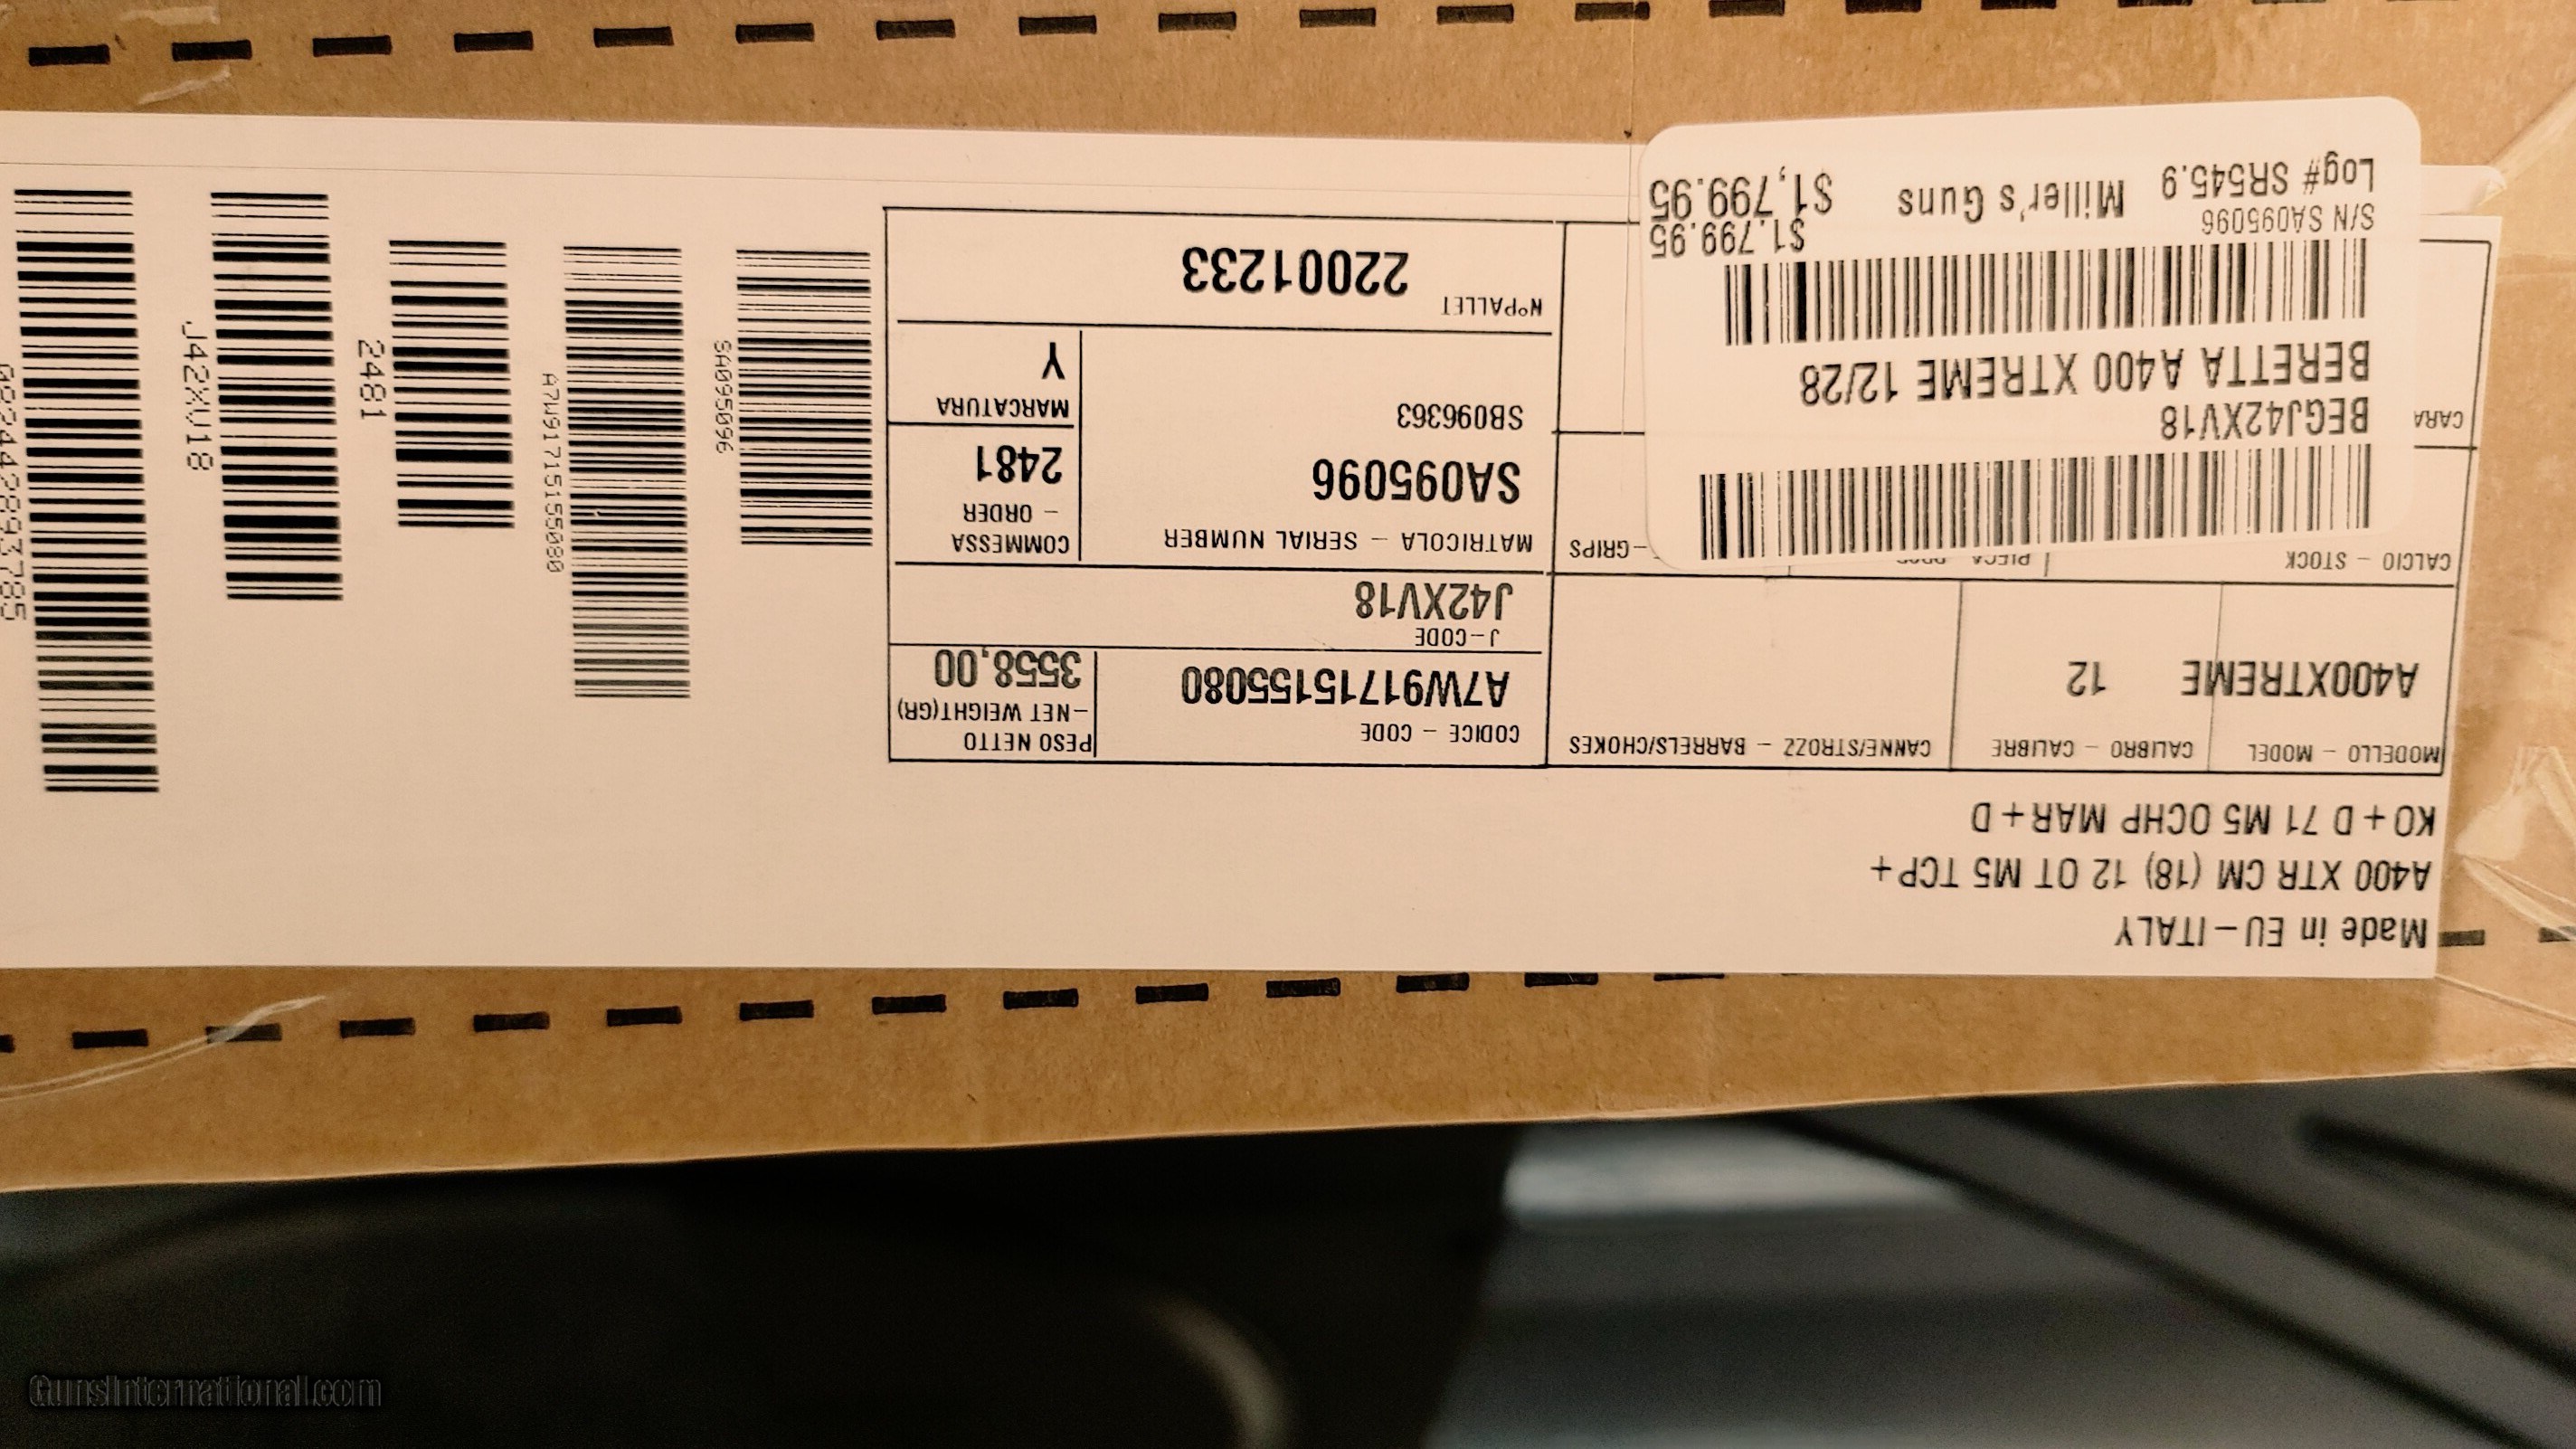 Made in EU-ITALY
A400 XTR CM (18) 12 OT M5 TCP+
KO+D 71 M5 OCHP MAR+D
MODELLO - MODEL
A400XTREME
CALIBRO - CALIBRE
12
CANNE/STROZZ - BARRELS/CHOKES
CODICE - CODE
A7W91715155080
PESO NETTO
-NET WEIGHT(GR)
3558,00
J-CODE
J42XV18
CALCIO - STOCK
-GRIPS
MATRICOLA - SERIAL NUMBER
SA095096
SB096363
COMMESSA
- ORDER
2481
MARCATURA
Y
N°PALLET
22001233
CARA
BEGJ42XV18
BERETTA A400 XTREME 12/28
S/N SA095096 $1,799.95
Log# SR545.9 Miller's Guns $1,799.95
SA095096
A7W91715155080
2481
J42XV18
GunsInternational.com